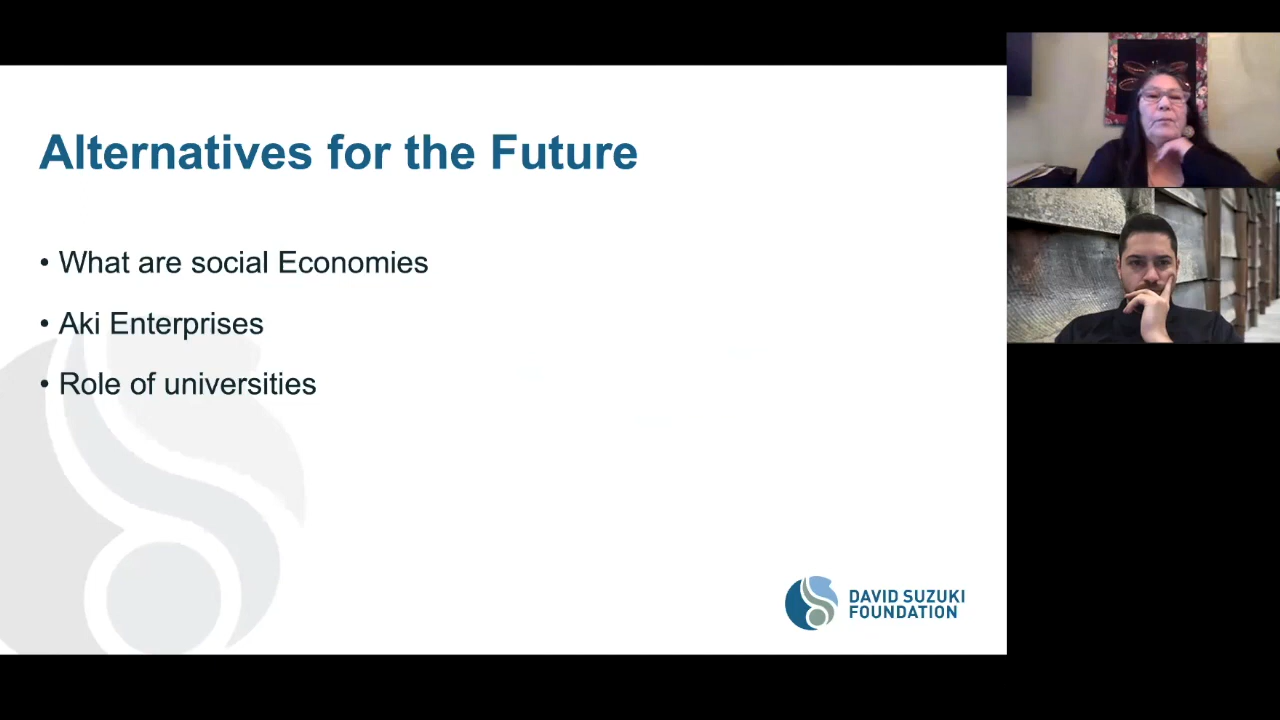 Alternatives for the Future
• What are social Economies
• Aki Enterprises
• Role of universities
DAVID SUZUKI
FOUNDATION